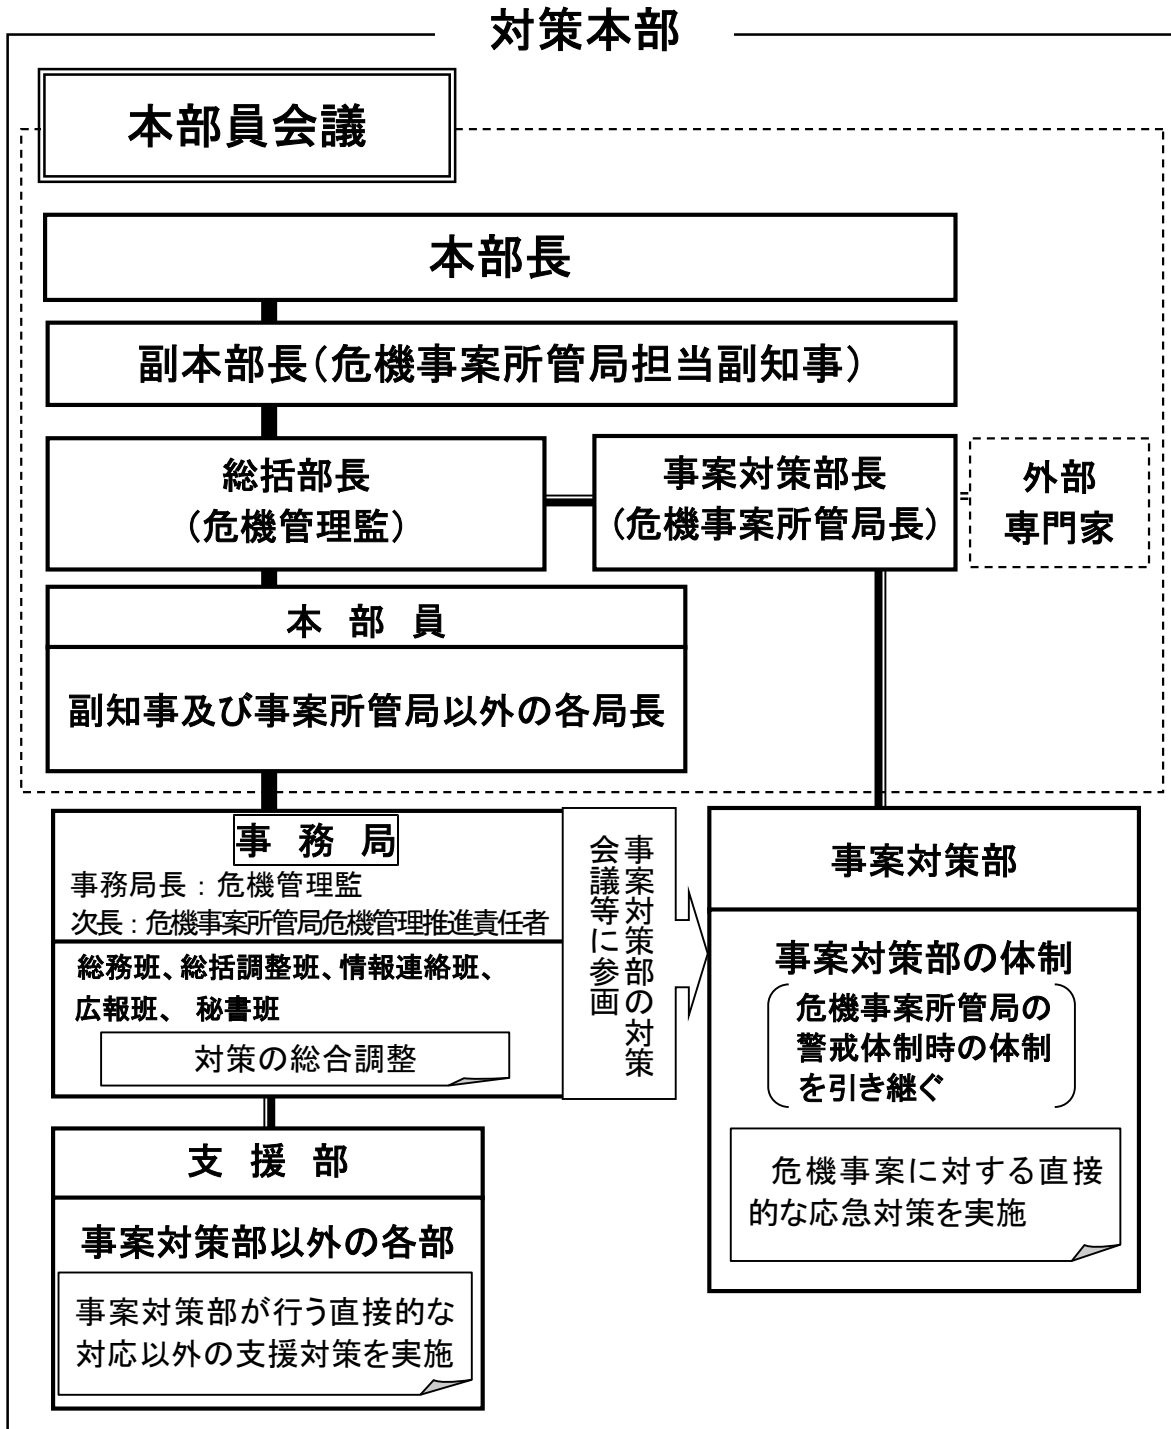 対策本部
本部員会議
本部長
副本部長(危機事案所管局担当副知事)
総括部長
(危機管理監)
事案対策部長
(危機事案所管局長)
外部
専門家
本 部 員
副知事及び事案所管局以外の各局長
事 務 局
事務局長:危機管理監
次長:危機事案所管局危機管理推進責任者
総務班、総括調整班、情報連絡班、
広報班、 秘書班
対策の総合調整
事案対策部の対策
会議等に参画
事案対策部
事案対策部の体制
危機事案所管局の
警戒体制時の体制
を引き継ぐ
危機事案に対する直接
的な応急対策を実施
支 援 部
事案対策部以外の各部
事案対策部が行う直接的な
対応以外の支援対策を実施